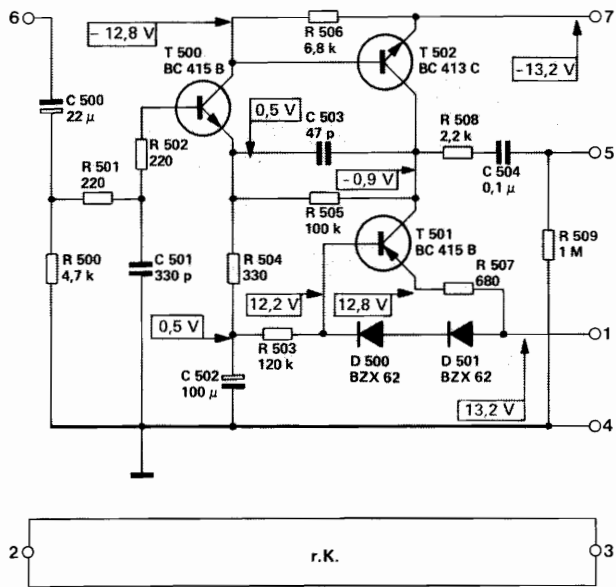 6
7
– 12,8 V
R 506
6,8 k
T 500
BC 415 B
T 502
BC 413 C
–13,2 V
C 500
22 µ
0,5 V
C 503
47 p
R 508
2,2 k
R 502
220
5
R 501
220
– 0,9 V
C 504
0,1 µ
R 505
100 k
T 501
BC 415 B
R 509
1 M
R 500
4,7 k
C 501
330 p
R 504
330
R 507
680
12,2 V
12,8 V
0,5 V
1
R 503
120 k
D 500
BZX 62
D 501
BZX 62
C 502
100 µ
13,2 V
4
2
r.K.
3